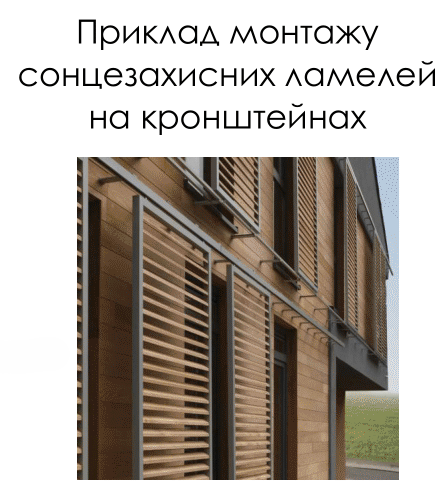 Приклад монтажу
сонцезахисних ламелей
на кронштейнах